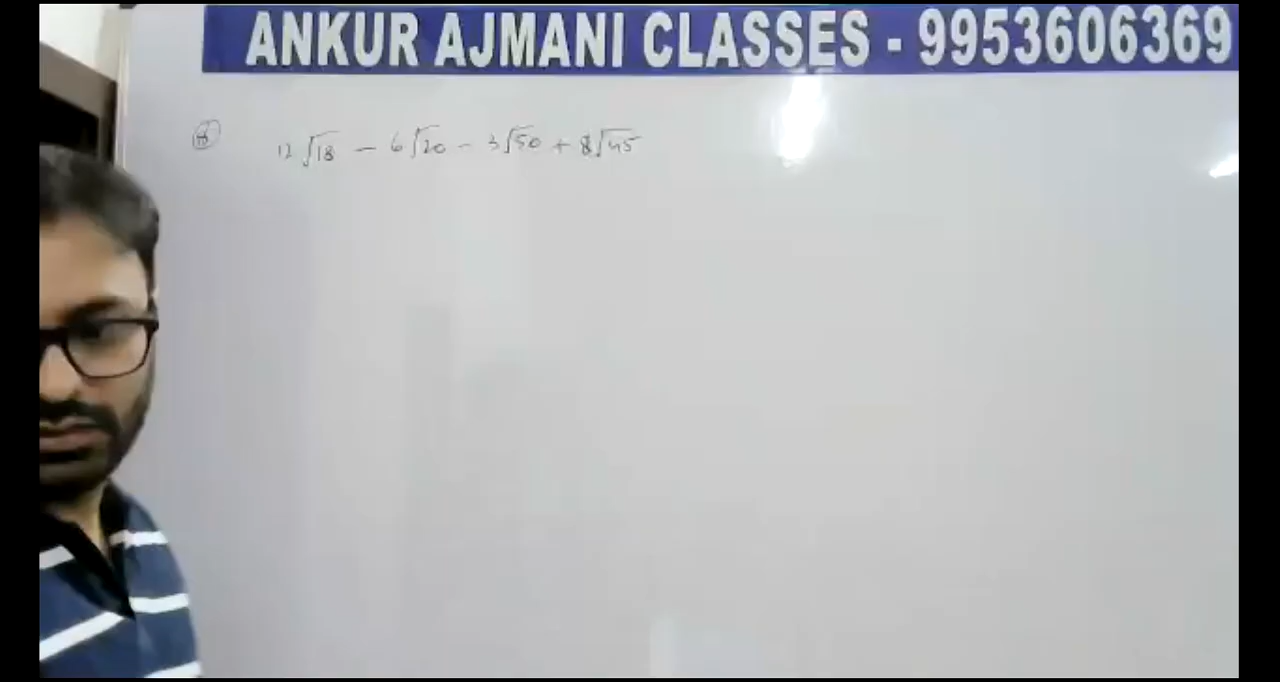 ANKUR AJMANI CLASSES - 9953606369
12√18 - 6√20 - 3√50 + 8√45